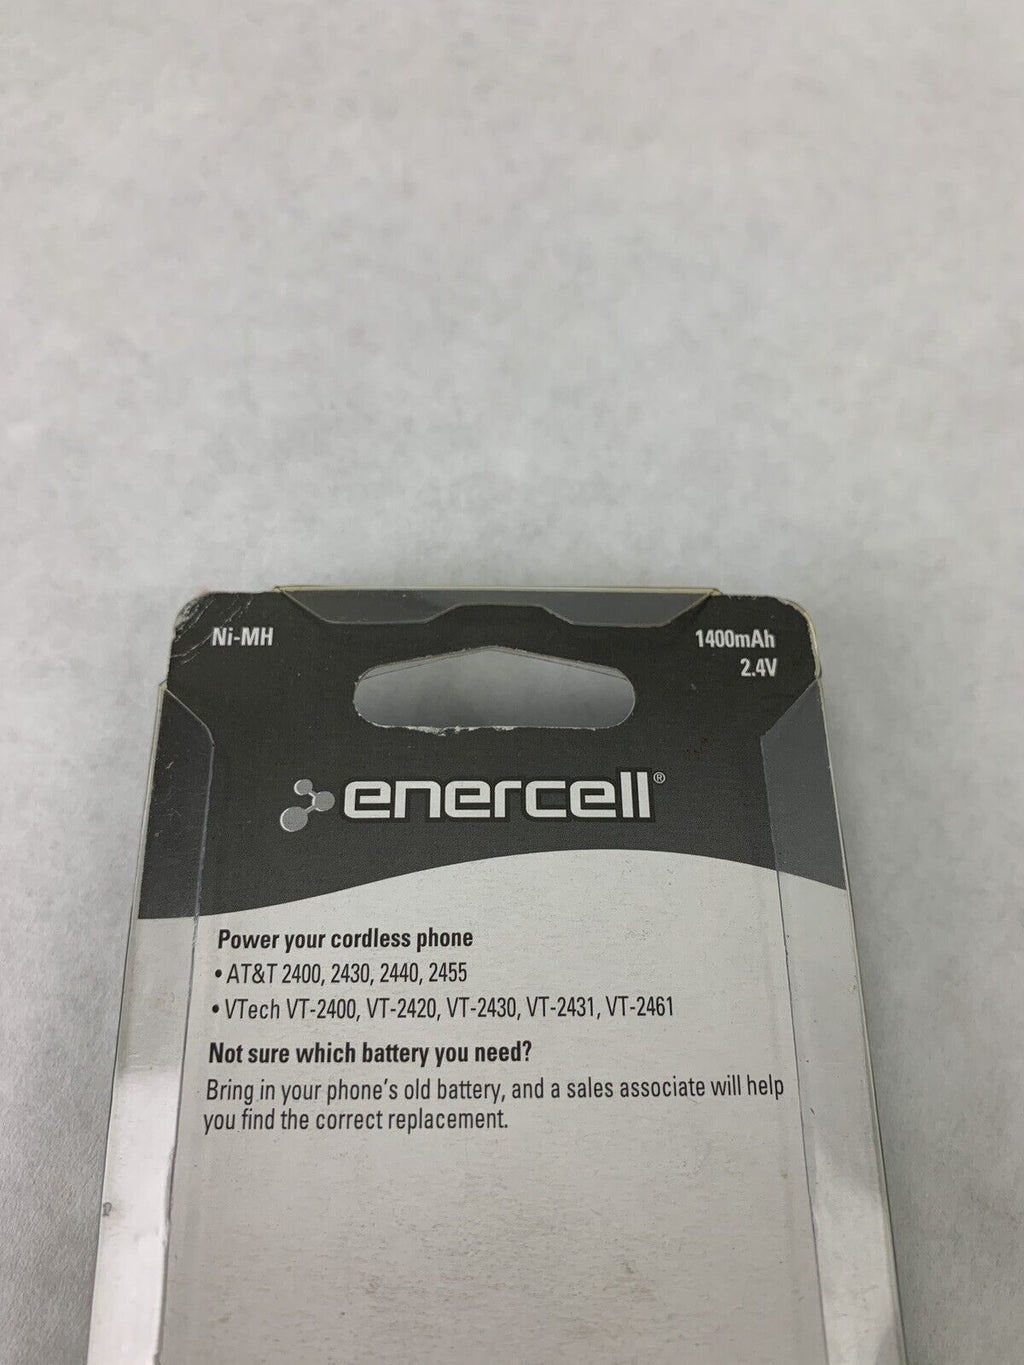 Ni-MH
1400mAh
2.4V
enercell®
Power your cordless phone
• AT&T 2400, 2430, 2440, 2455
• VTech VT-2400, VT-2420, VT-2430, VT-2431, VT-2461
Not sure which battery you need?
Bring in your phone's old battery, and a sales associate will help
you find the correct replacement.